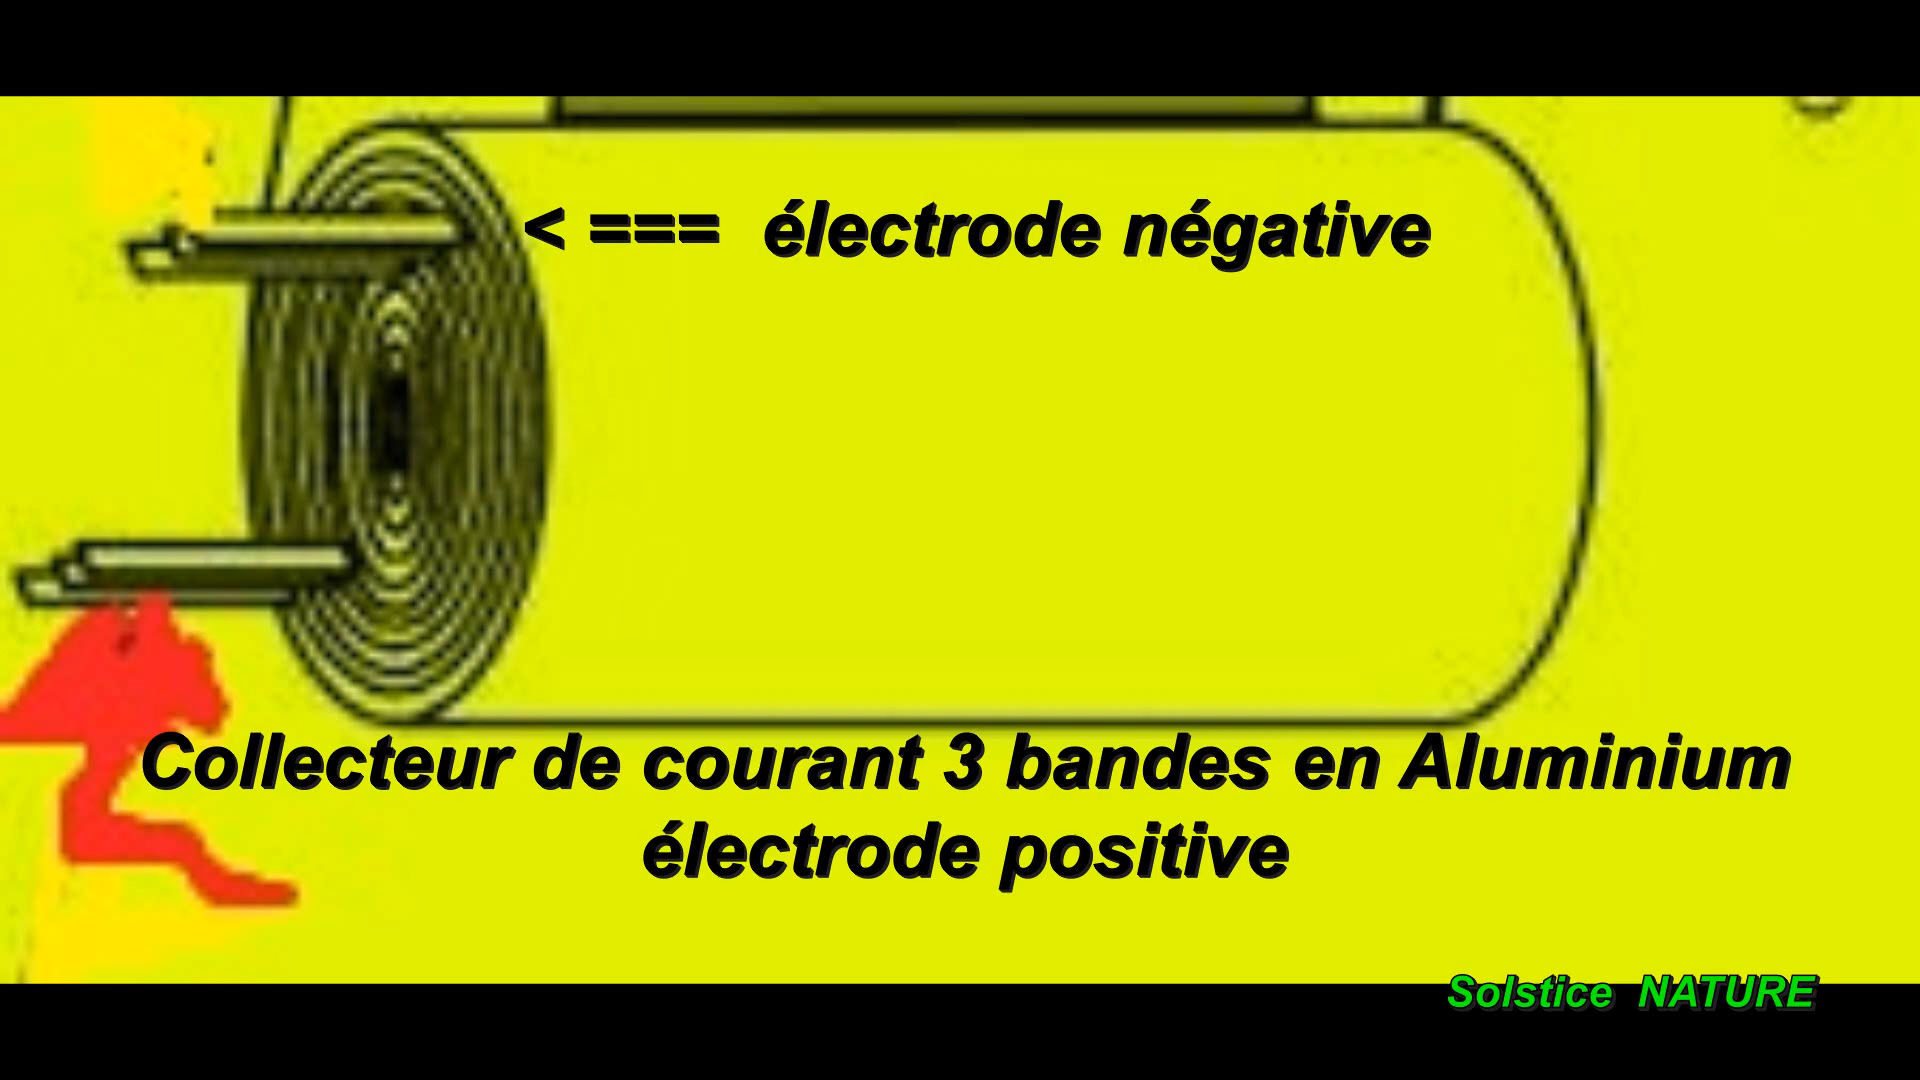 < === électrode négative
Collecteur de courant 3 bandes en Aluminium
électrode positive
Solstice NATURE